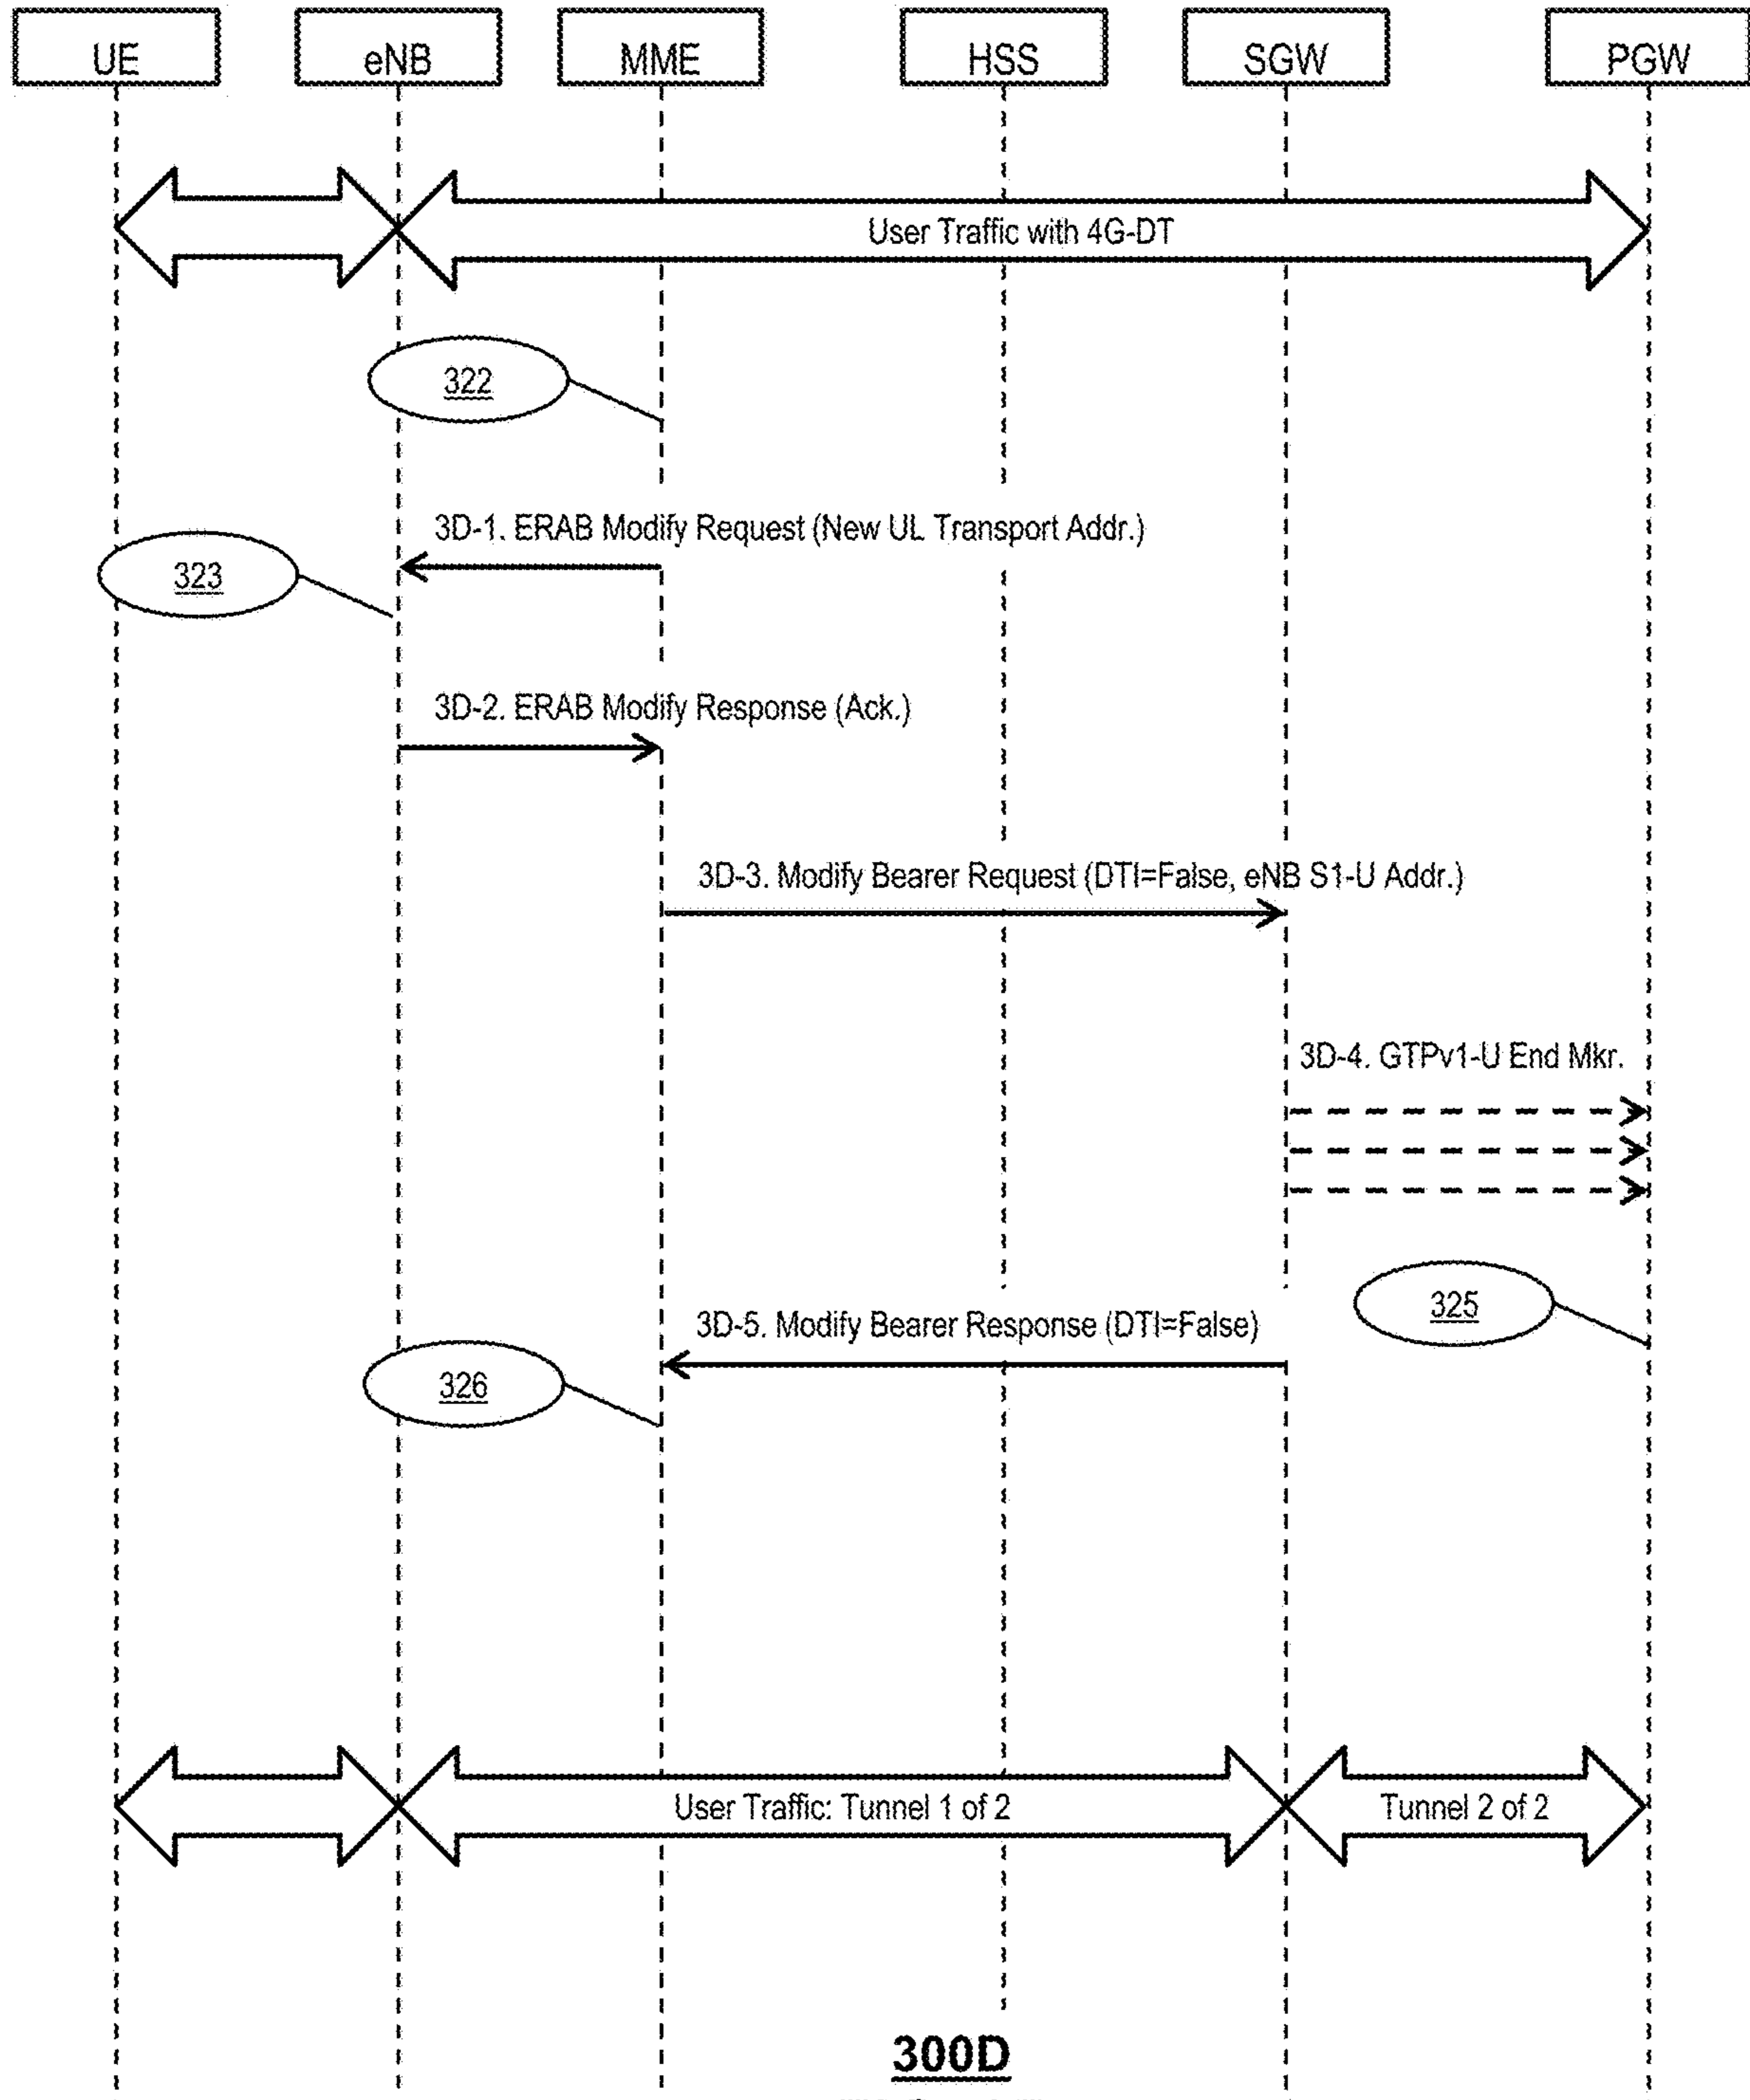 UE eNB MME HSS SGW PGW
User Traffic with 4G-DT
322
3D-1. ERAB Modify Request (New UL Transport Addr.)
323
3D-2. ERAB Modify Response (Ack.)
3D-3. Modify Bearer Request (DTI=False, eNB S1-U Addr.)
3D-4. GTPv1-U End Mkr.
325
3D-5. Modify Bearer Response (DTI=False)
326
User Traffic: Tunnel 1 of 2 Tunnel 2 of 2
300D